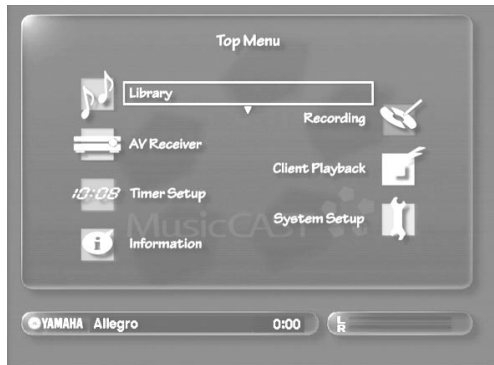 Top Menu
Library
Recording
AV Receiver
Client Playback
10:08 Timer Setup
System Setup
MusicCAST
Information
YAMAHA Allegro 0:00 L
R